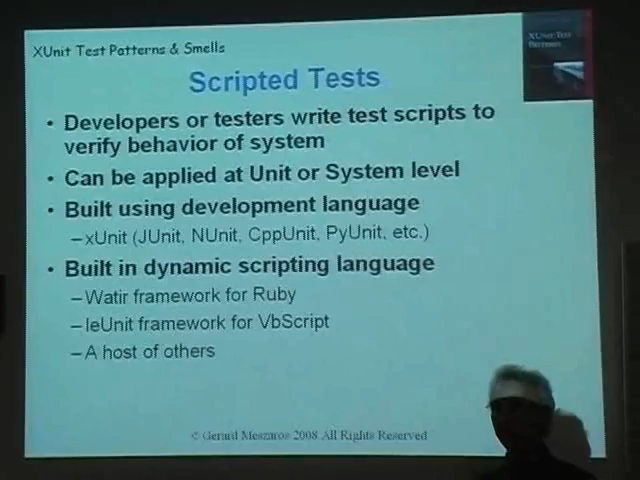 XUnit Test Patterns & Smells
XUnit Test
Patterns
Scripted Tests
• Developers or testers write test scripts to
verify behavior of system
• Can be applied at Unit or System level
• Built using development language
–xUnit (JUnit, NUnit, CppUnit, PyUnit, etc.)
• Built in dynamic scripting language
–Watir framework for Ruby
–IeUnit framework for VbScript
–A host of others
© Gerard Meszaros 2008 All Rights Reserved